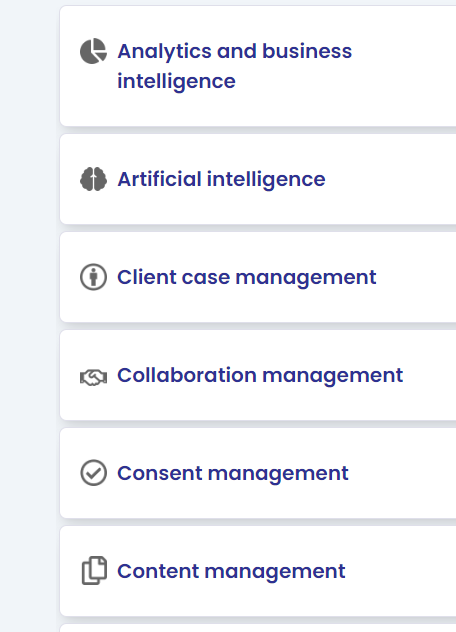 Analytics and business
intelligence
Artificial intelligence
Client case management
Collaboration management
Consent management
Content management